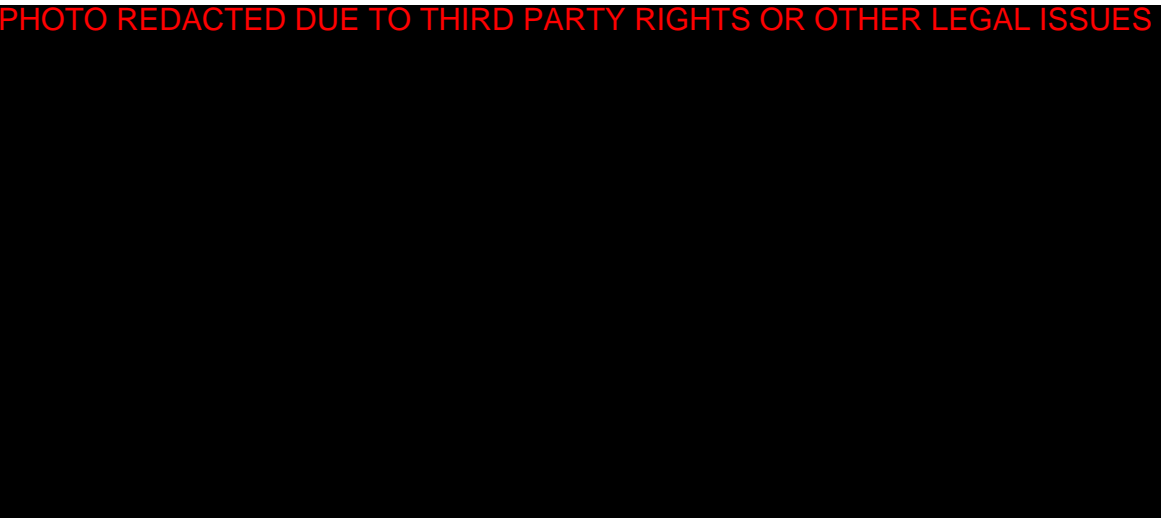 PHOTO REDACTED DUE TO THIRD PARTY RIGHTS OR OTHER LEGAL ISSUES